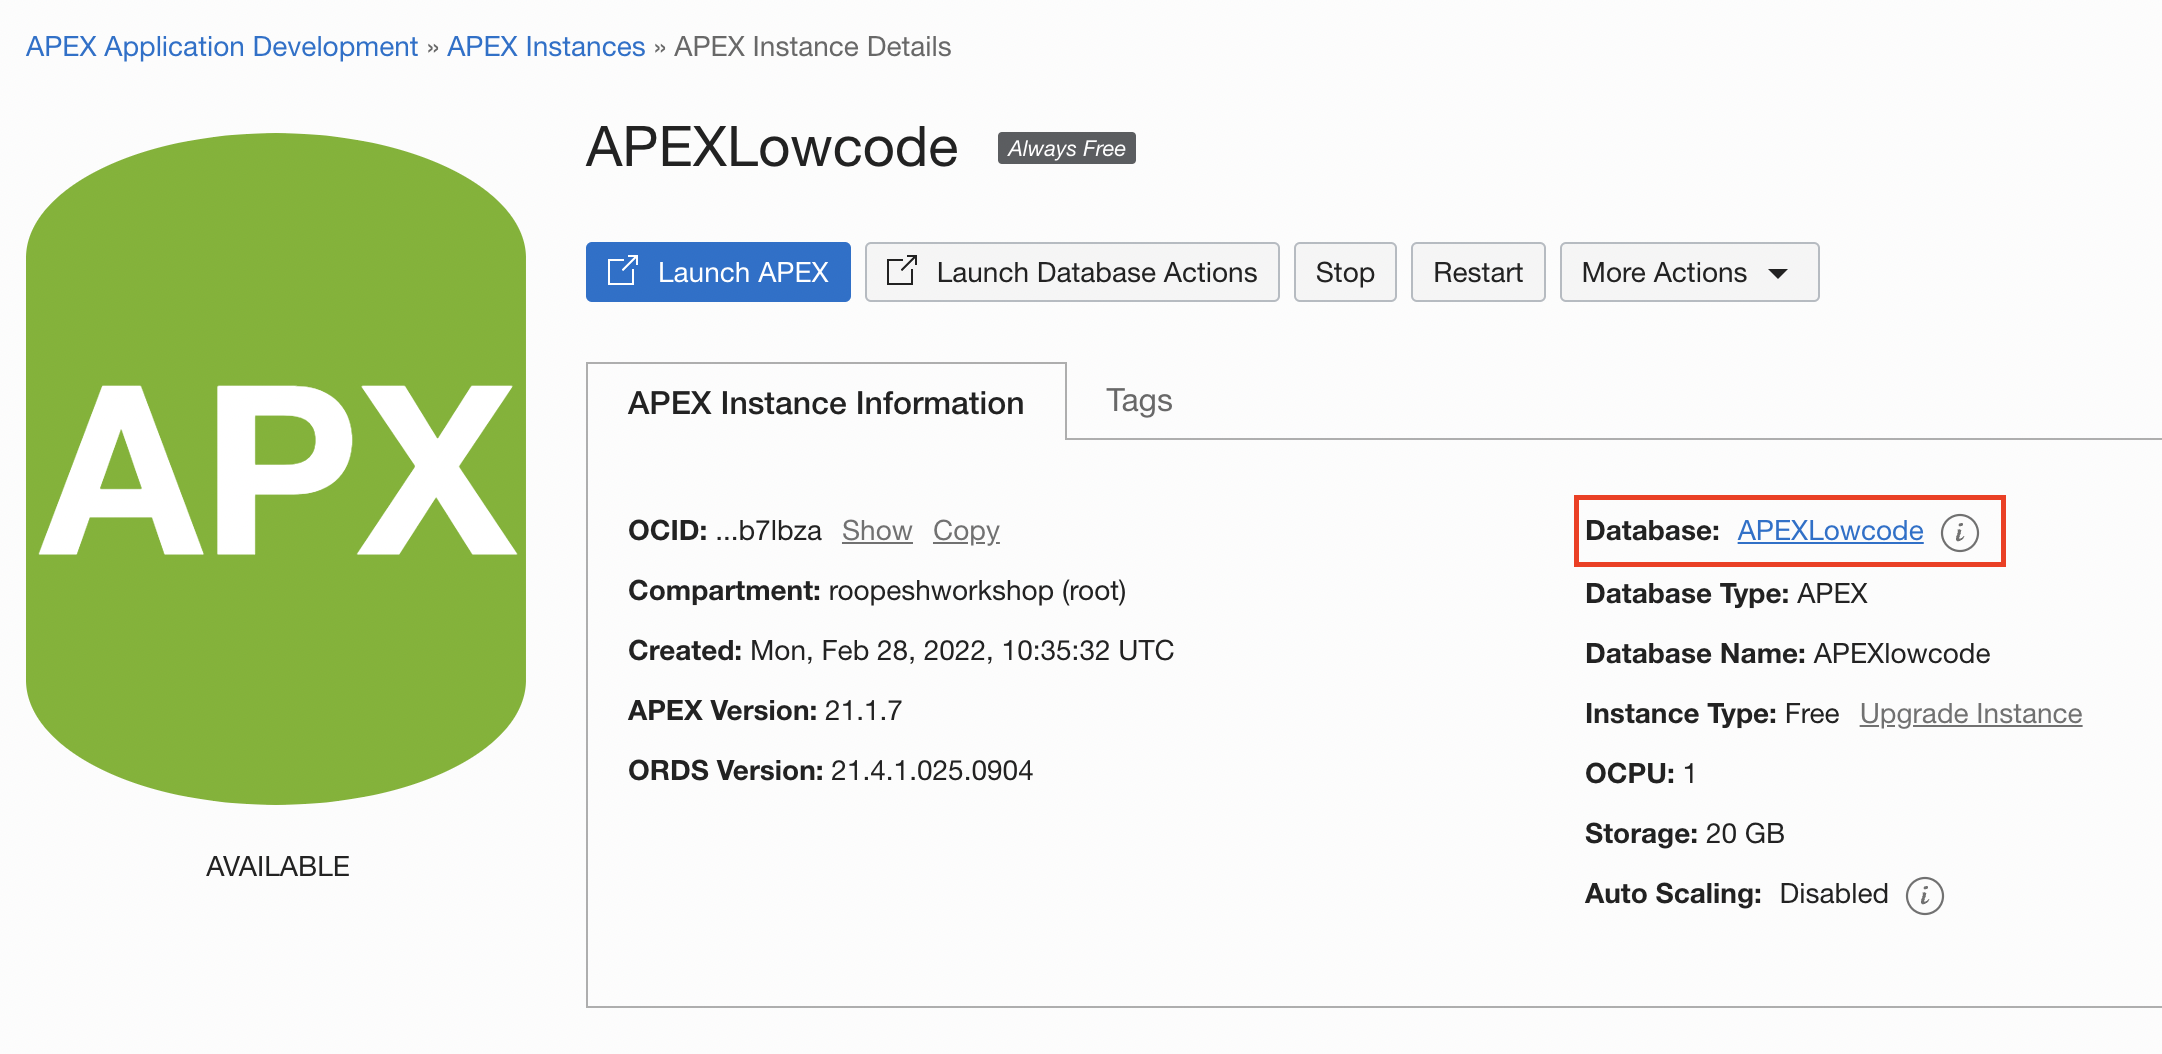 APEX Application Development » APEX Instances » APEX Instance Details
APX
AVAILABLE
APEXLowcode Always Free
Launch APEX Launch Database Actions Stop Restart More Actions
APEX Instance Information Tags
OCID: ...b7lbza Show Copy
Compartment: roopeshworkshop (root)
Created: Mon, Feb 28, 2022, 10:35:32 UTC
APEX Version: 21.1.7
ORDS Version: 21.4.1.025.0904
Database: APEXLowcode i
Database Type: APEX
Database Name: APEXlowcode
Instance Type: Free Upgrade Instance
OCPU: 1
Storage: 20 GB
Auto Scaling: Disabled i